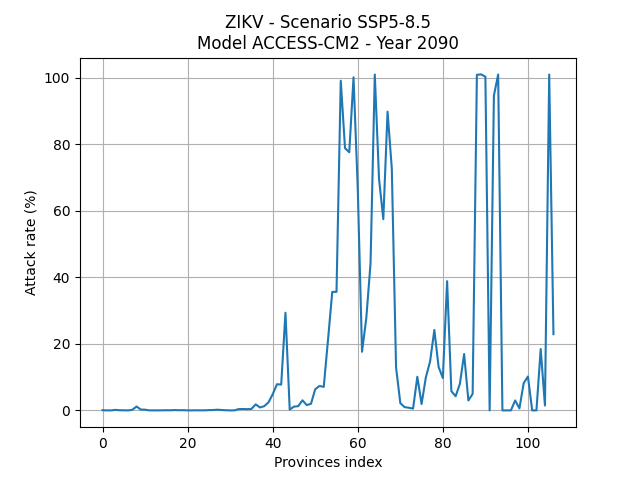 ZIKV - Scenario SSP5-8.5
Model ACCESS-CM2 - Year 2090
100
80
60
40
20
0
Attack rate (%)
0 20 40 60 80 100
Provinces index